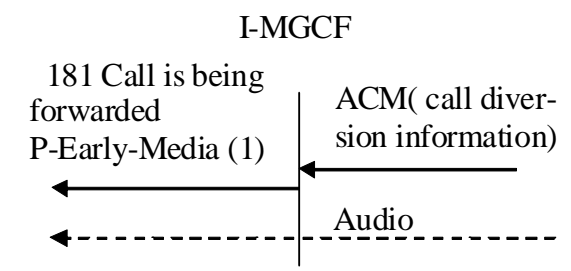 I-MGCF
181 Call is being
forwarded
P-Early-Media (1)
ACM( call diver-
sion information)
Audio